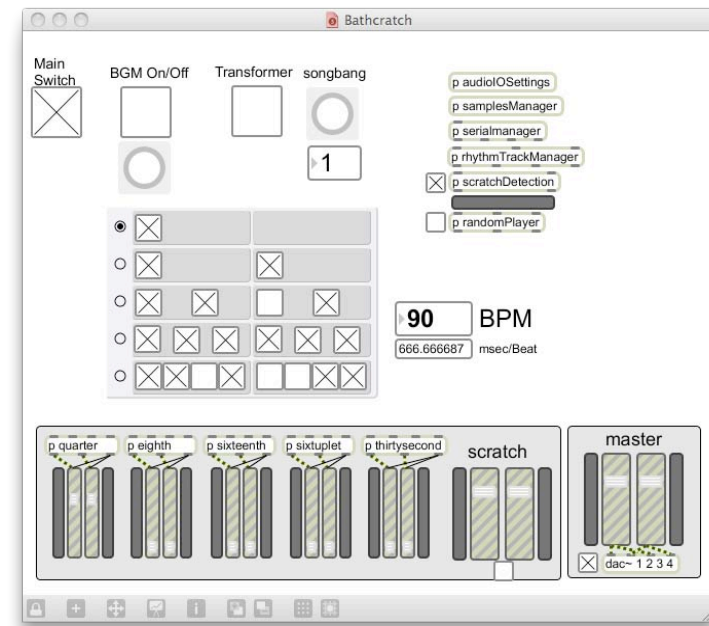 Bathcratch
Main
Switch
BGM On/Off
Transformer
songbang
1
p audioIOSettings
p samplesManager
p serialmanager
p rhythmTrackManager
p scratchDetection
p randomPlayer
90 BPM
666.666687 msec/Beat
p quarter
p eighth
p sixteenth
p sixtuplet
p thirtysecond
scratch
master
dac~ 1 2 3 4